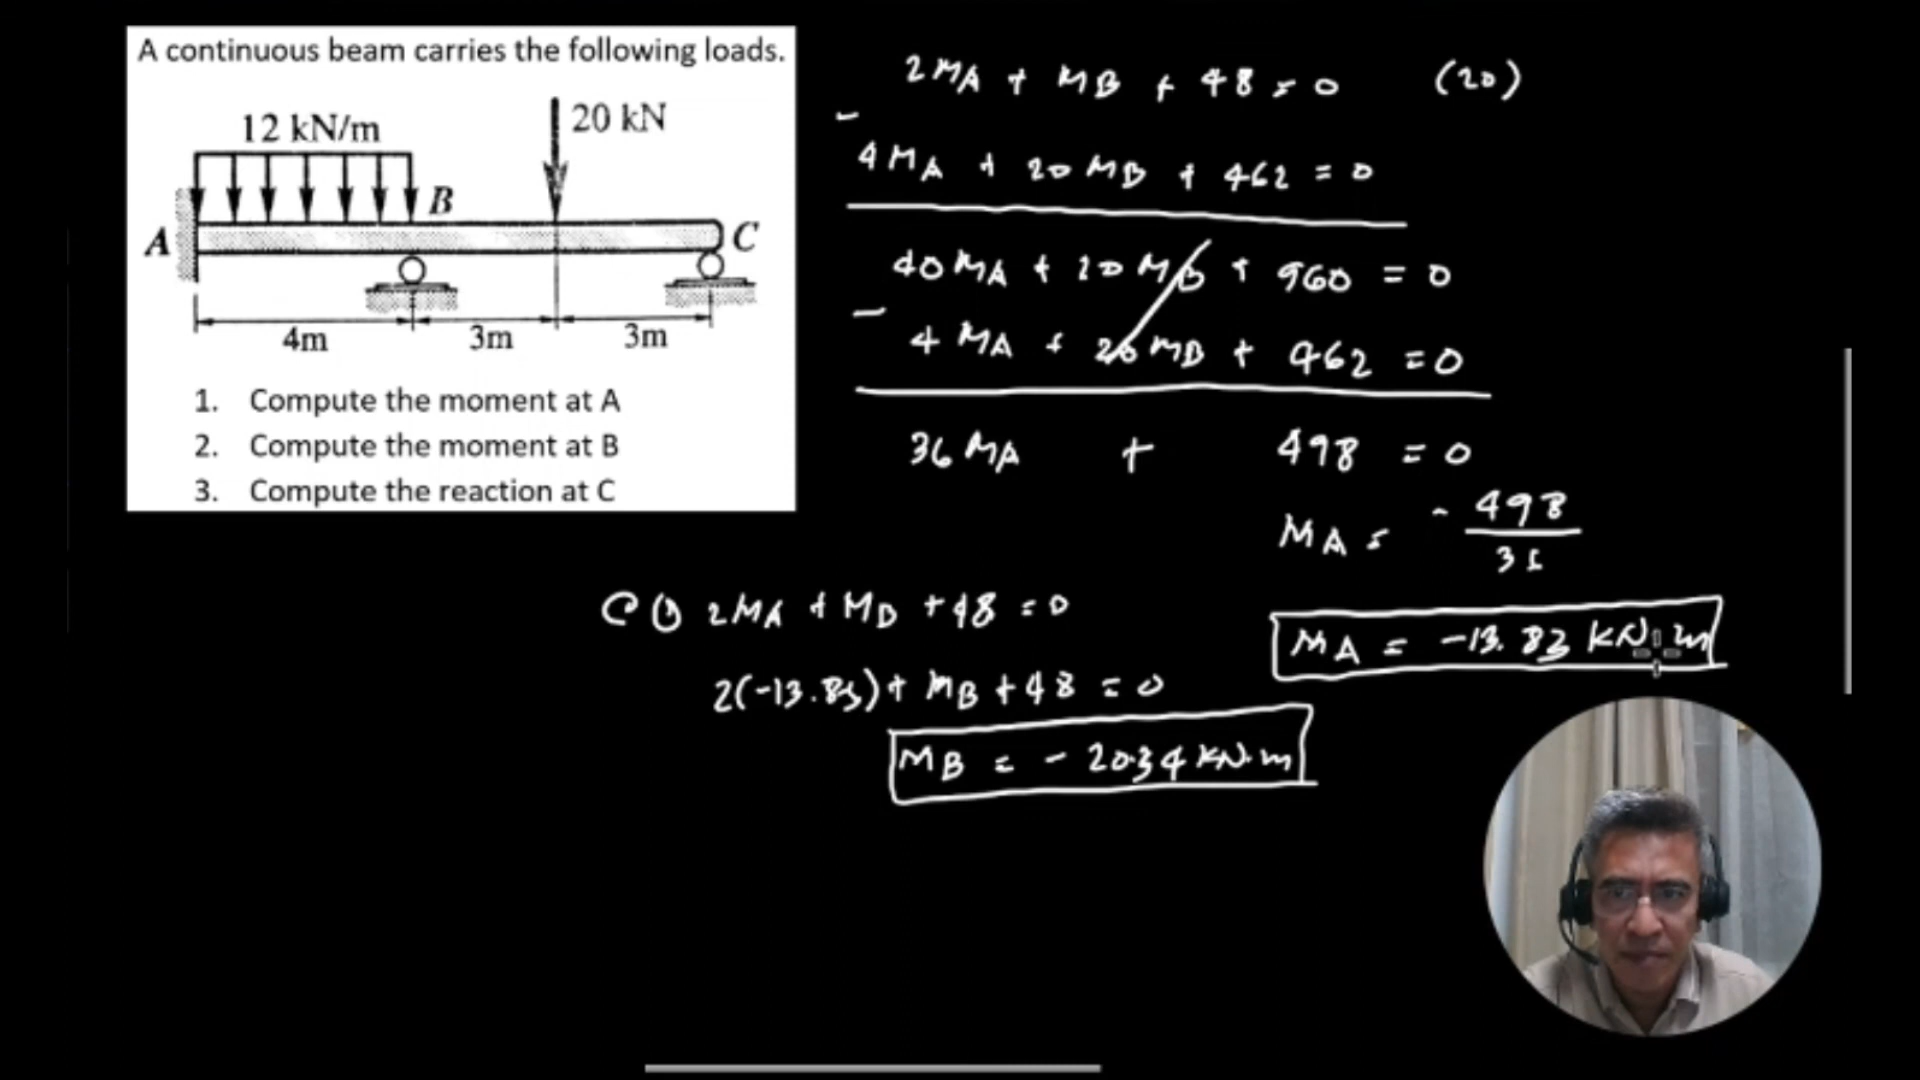 A continuous beam carries the following loads.
12 kN/m
20 kN
B
A
C
4m
3m
3m
1. Compute the moment at A
2. Compute the moment at B
3. Compute the reaction at C
2MA + MB + 48 = 0 (20)
-
4MA + 20MB + 462 = 0
40MA + 20MB + 960 = 0
-
4MA + 20MB + 462 = 0
36MA + 498 = 0
MA = - 498
36
MA = -13.83 KN.m
① 2MA + MB + 48 = 0
2(-13.83) + MB + 48 = 0
MB = - 20.34 KN.m